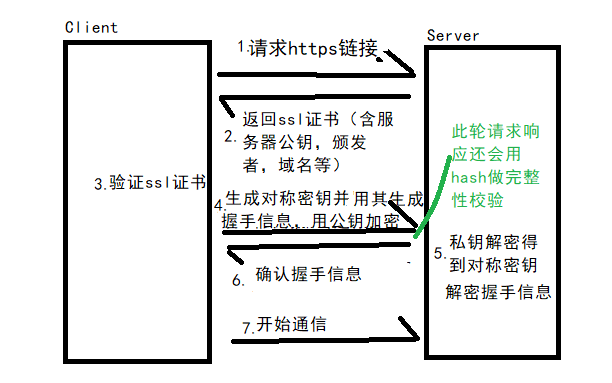 Client
Server
1.请求https链接
返回ssl证书（含服
2.务器公钥，颁发
者，域名等）
此轮请求响
应还会用
hash做完整
性校验
3.验证ssl证书
4.生成对称密钥并用其生成
握手信息，用公钥加密
私钥解密得
5.到对称密钥
解密握手信息
6.确认握手信息
7.开始通信